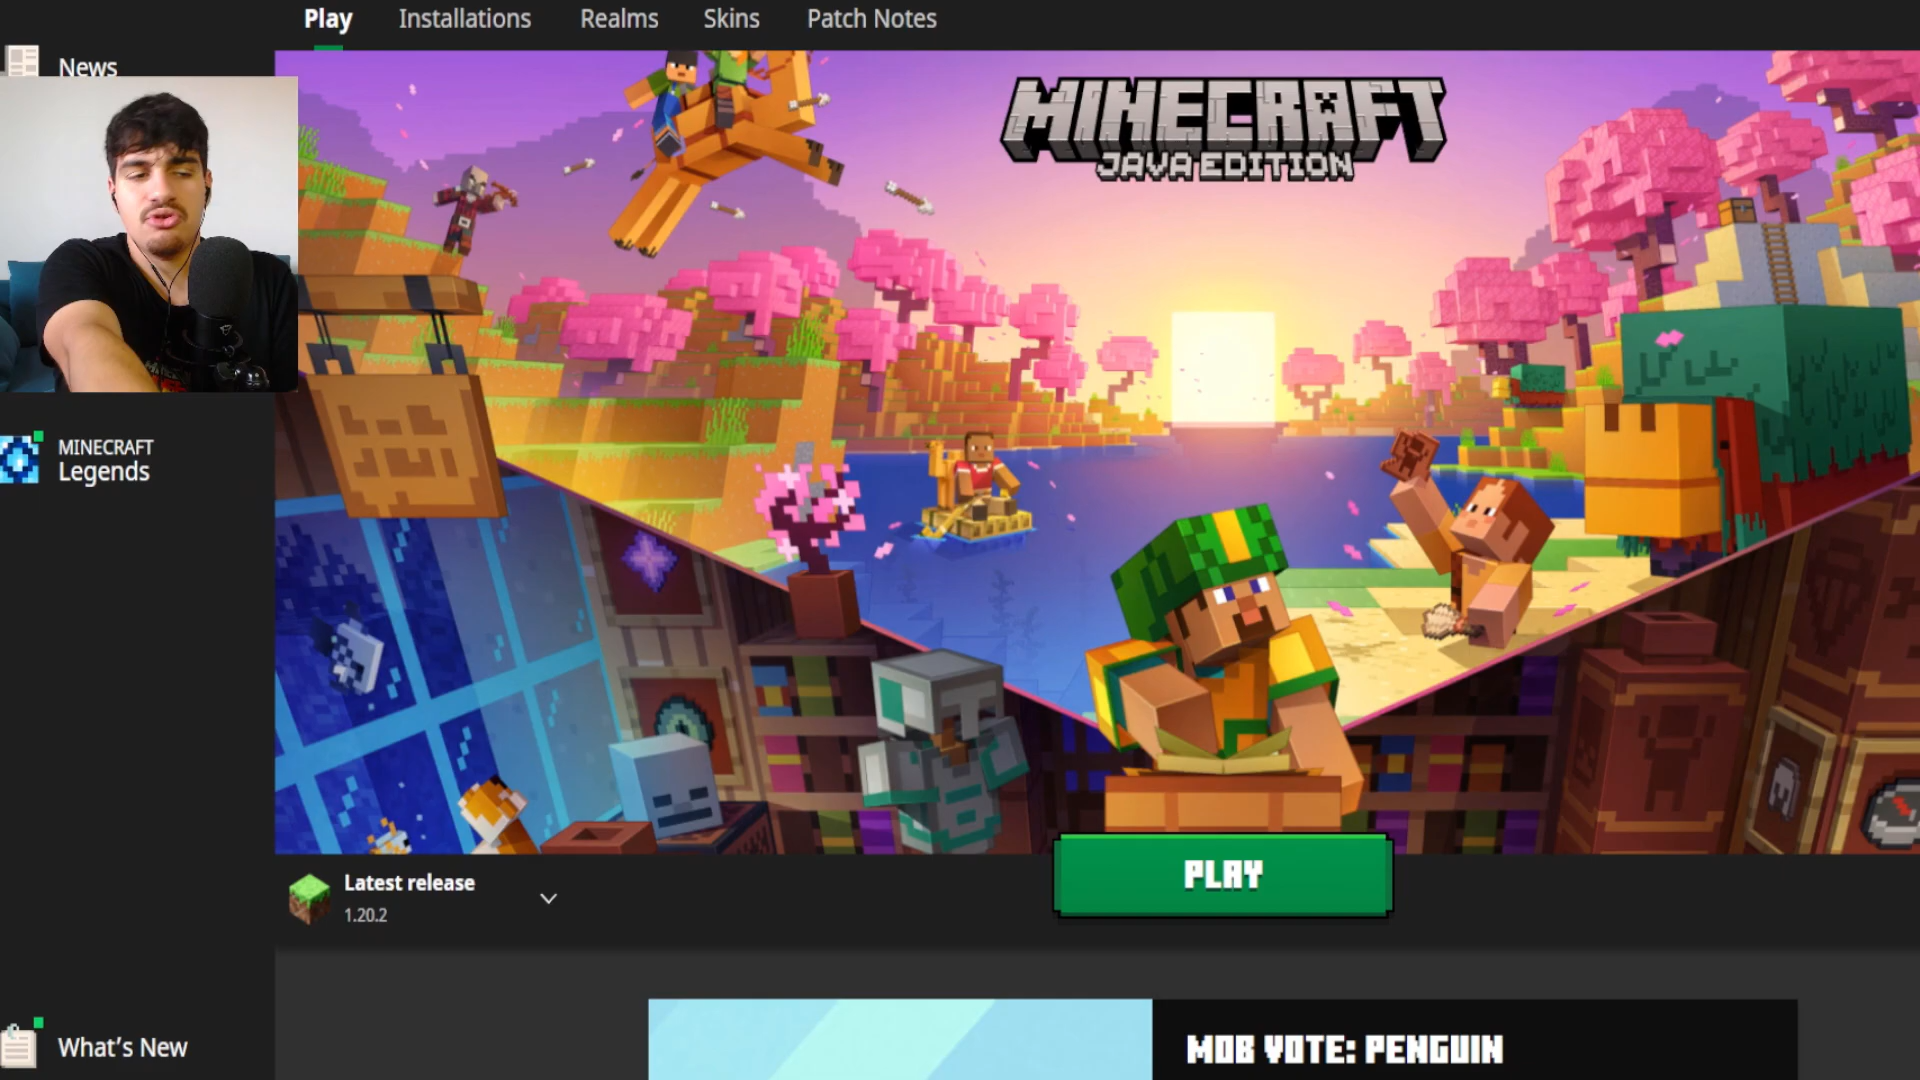 Play
Installations
Realms
Skins
Patch Notes
News
MINECRAFT
JAVA EDITION
MINECRAFT
Legends
Latest release
1.20.2
PLAY
What's New
MOB VOTE: PENGUIN